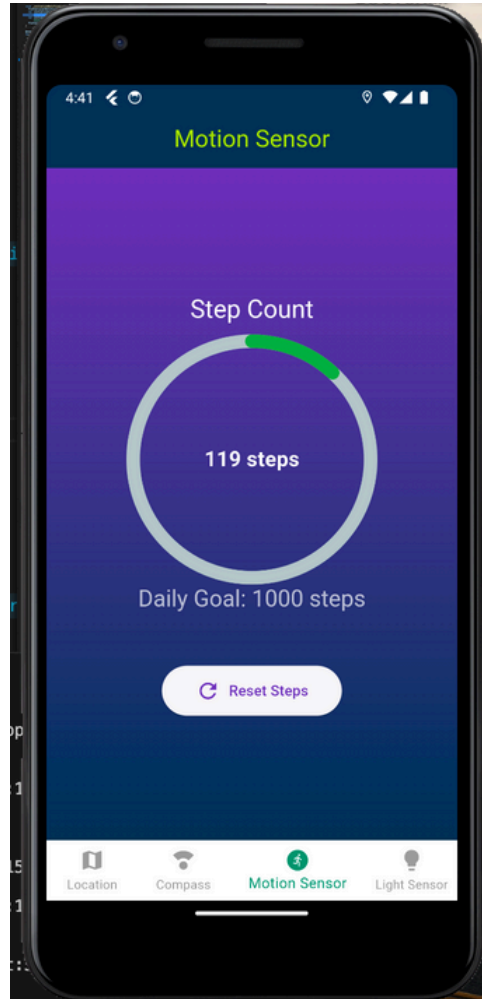 4:41
Motion Sensor
Step Count
119 steps
Daily Goal: 1000 steps
Reset Steps
Location
Compass
Motion Sensor
Light Sensor